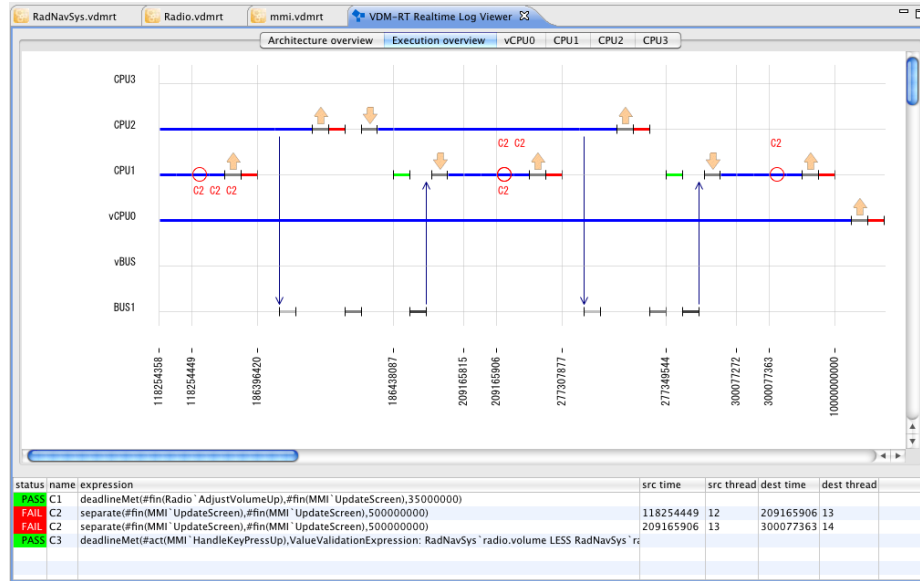 RadNavSys.vdmrt Radio.vdmrt mmi.vdmrt VDM-RT Realtime Log Viewer
Architecture overview Execution overview vCPU0 CPU1 CPU2 CPU3
CPU3
CPU2
C2 C2 C2
CPU1
C2 C2 C2 C2
vCPU0
vBUS
BUS1
118254358 118254449 186396420 186438087 209165815 209165906 277307877 277349544 300077272 300077363 1000000000
status name expression src time src thread dest time dest thread
PASS C1 deadlineMet(#fin(Radio`AdjustVolumeUp),#fin(MMI`UpdateScreen),35000000)
FAIL C2 separate(#fin(MMI`UpdateScreen),#fin(MMI`UpdateScreen),500000000) 118254449 12 209165906 13
FAIL C2 separate(#fin(MMI`UpdateScreen),#fin(MMI`UpdateScreen),500000000) 209165906 13 300077363 14
PASS C3 deadlineMet(#act(MMI`HandleKeyPressUp),ValueValidationExpression: RadNavSys`radio.volume LESS RadNavSys`ra